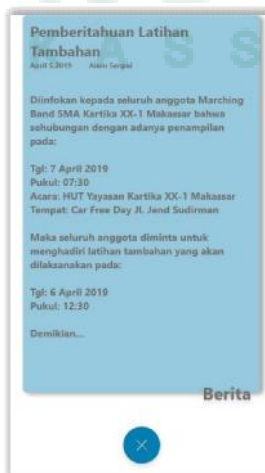 Pemberitahuan Latihan
Tambahan
April 5,2019
Diinfokan kepada seluruh anggota Marching
Band SMA Kartika XX-1 Makassar bahwa
sehubungan dengan adanya penampilan
pada:
Tgl: 7 April 2019
Pukul: 07:30
Acara: HUT Yayasan Kartika XX-1 Makassar
Tempat: Car Free Day Jl. Jend Sudirman
Maka seluruh anggota diminta untuk
menghadiri latihan tambahan yang akan
dilaksanakan pada:
Tgl: 6 April 2019
Pukul: 12:30
Demikian...
Berita